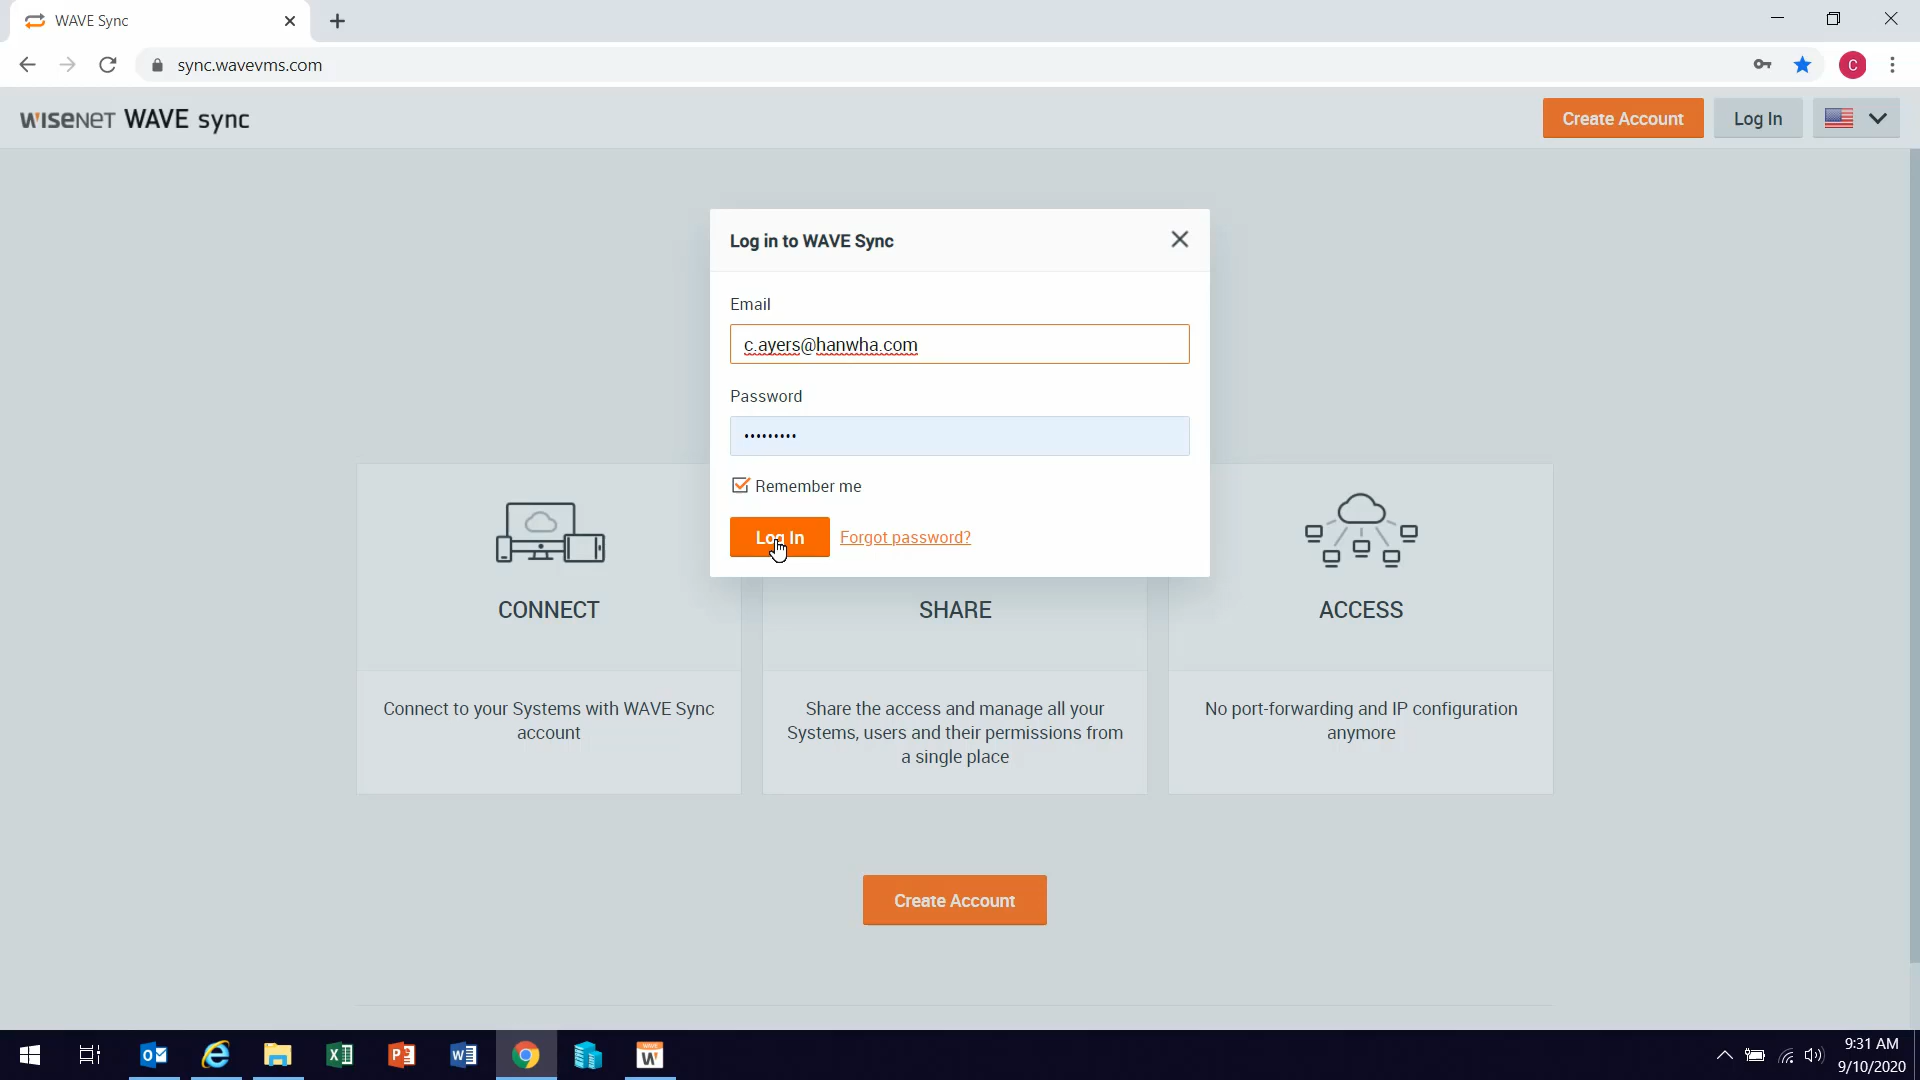 WAVE Sync
sync.wavevms.com
C
WISENET WAVE sync
Create Account
Log In
Log in to WAVE Sync
Email
c.ayers@hanwha.com
Password
•••••••••
Remember me
Log In
Forgot password?
CONNECT
SHARE
ACCESS
Connect to your Systems with WAVE Sync
account
Share the access and manage all your
Systems, users and their permissions from
a single place
No port-forwarding and IP configuration
anymore
Create Account
9:31 AM
9/10/2020